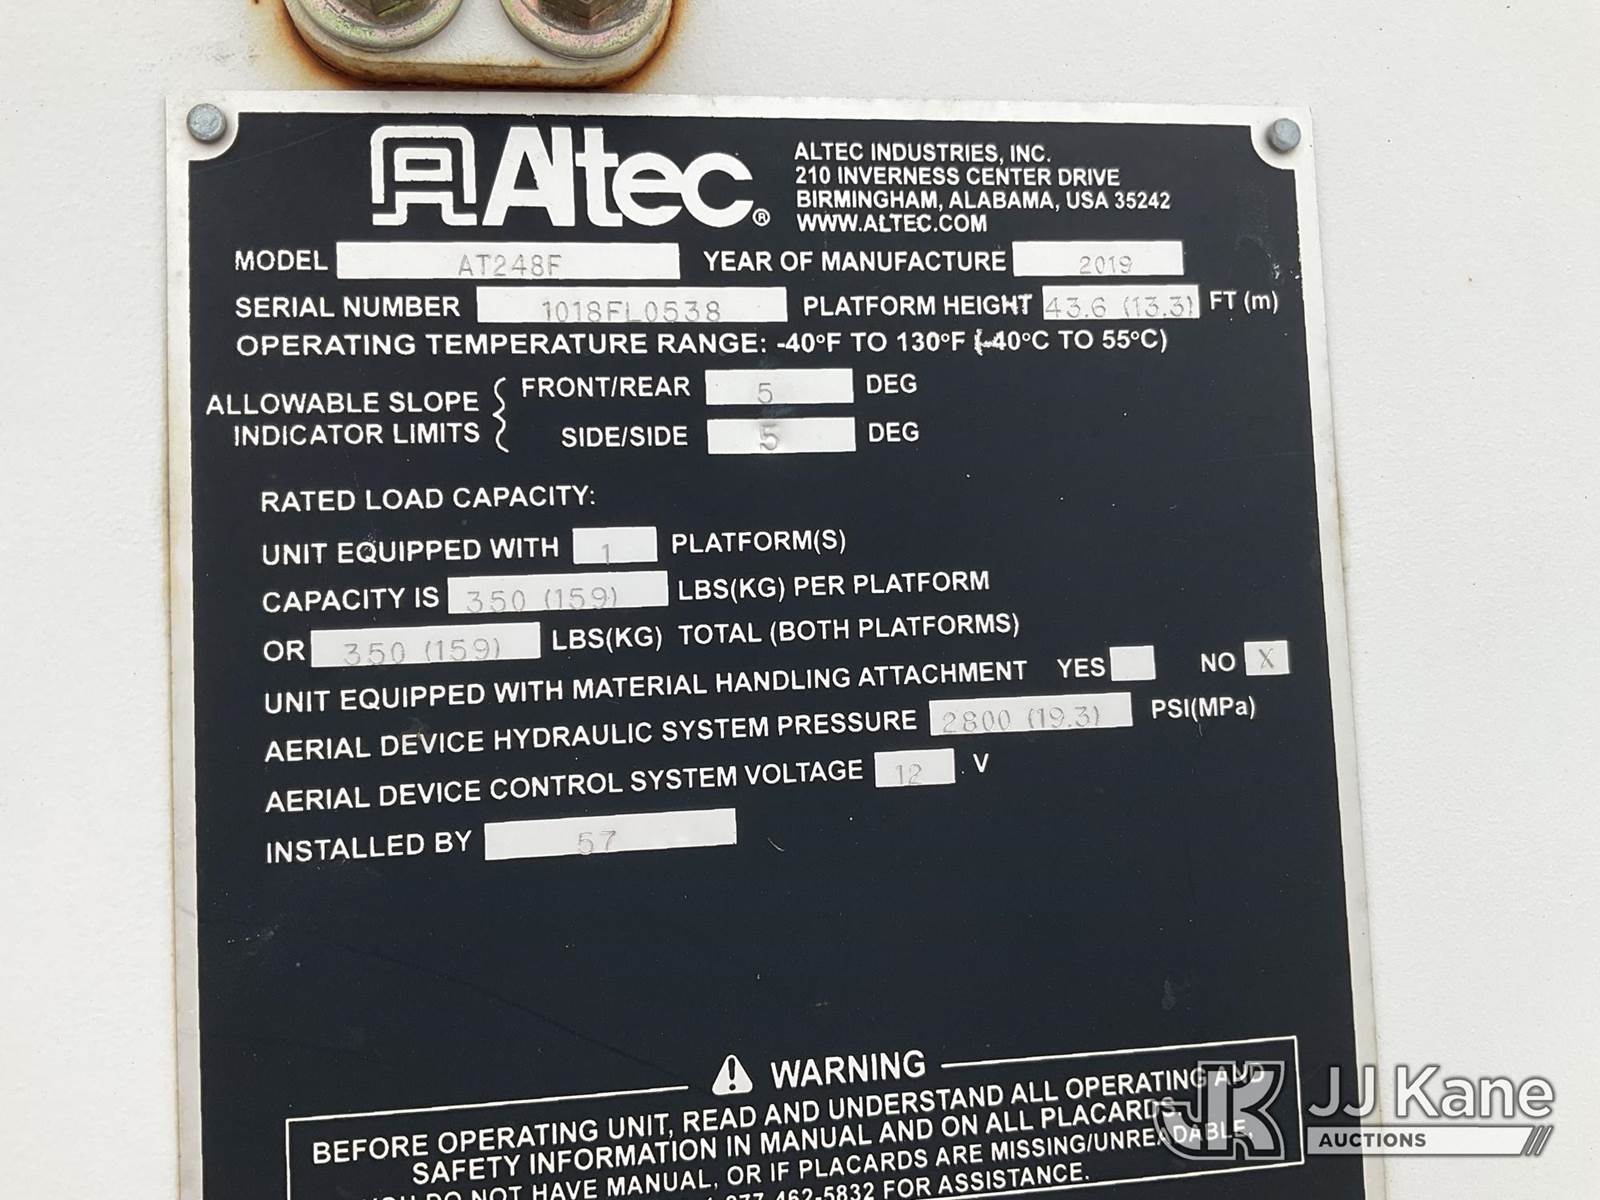 Altec®
ALTEC INDUSTRIES, INC.
210 INVERNESS CENTER DRIVE
BIRMINGHAM, ALABAMA, USA 35242
WWW.ALTEC.COM
MODEL AT248F YEAR OF MANUFACTURE 2019
SERIAL NUMBER 1018FL0538 PLATFORM HEIGHT 43.6 (13.3) FT (m)
OPERATING TEMPERATURE RANGE: -40°F TO 130°F (-40°C TO 55°C)
ALLOWABLE SLOPE INDICATOR LIMITS
FRONT/REAR 5 DEG
SIDE/SIDE 5 DEG
RATED LOAD CAPACITY:
UNIT EQUIPPED WITH 1 PLATFORM(S)
CAPACITY IS 350 (159) LBS(KG) PER PLATFORM
OR 350 (159) LBS(KG) TOTAL (BOTH PLATFORMS)
UNIT EQUIPPED WITH MATERIAL HANDLING ATTACHMENT YES NO X
AERIAL DEVICE HYDRAULIC SYSTEM PRESSURE 2800 (19.3) PSI(MPa)
AERIAL DEVICE CONTROL SYSTEM VOLTAGE 12 V
INSTALLED BY 57
WARNING
BEFORE OPERATING UNIT, READ AND UNDERSTAND ALL OPERATING AND
SAFETY INFORMATION IN MANUAL AND ON ALL PLACARDS.
YOU DO NOT HAVE MANUAL, OR IF PLACARDS ARE MISSING/UNREADABLE,
877-462-5832 FOR ASSISTANCE.
JK JJ Kane
AUCTIONS